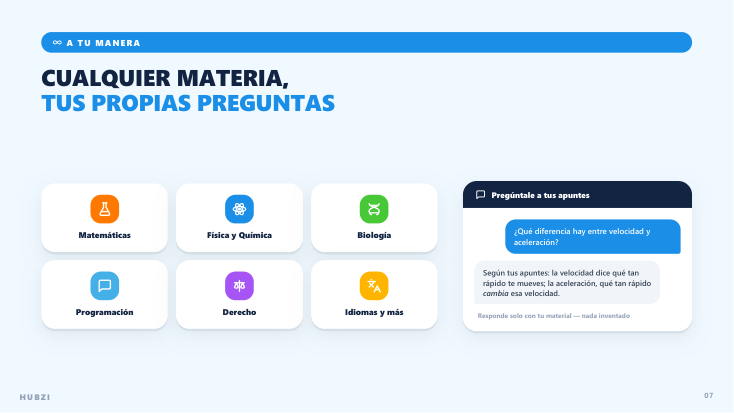 ∞ A TU MANERA
CUALQUIER MATERIA,
TUS PROPIAS PREGUNTAS
Matemáticas
Física y Química
Biología
Programación
Derecho
Idiomas y más
Pregúntale a tus apuntes
¿Qué diferencia hay entre velocidad y
aceleración?
Según tus apuntes: la velocidad dice qué tan
rápido te mueves; la aceleración, qué tan rápido
cambia esa velocidad.
Responde solo con tu material — nada inventado
HUBZI
07